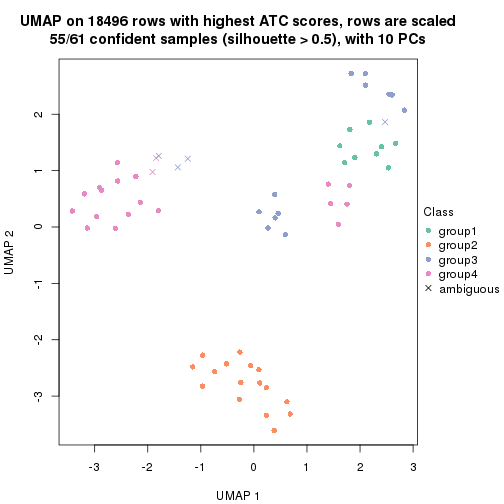 UMAP on 18496 rows with highest ATC scores, rows are scaled
55/61 confident samples (silhouette > 0.5), with 10 PCs
UMAP 2
2
1
0
-1
-2
-3
-3
-2
-1
0
1
2
3
UMAP 1
Class
group1
group2
group3
group4
ambiguous